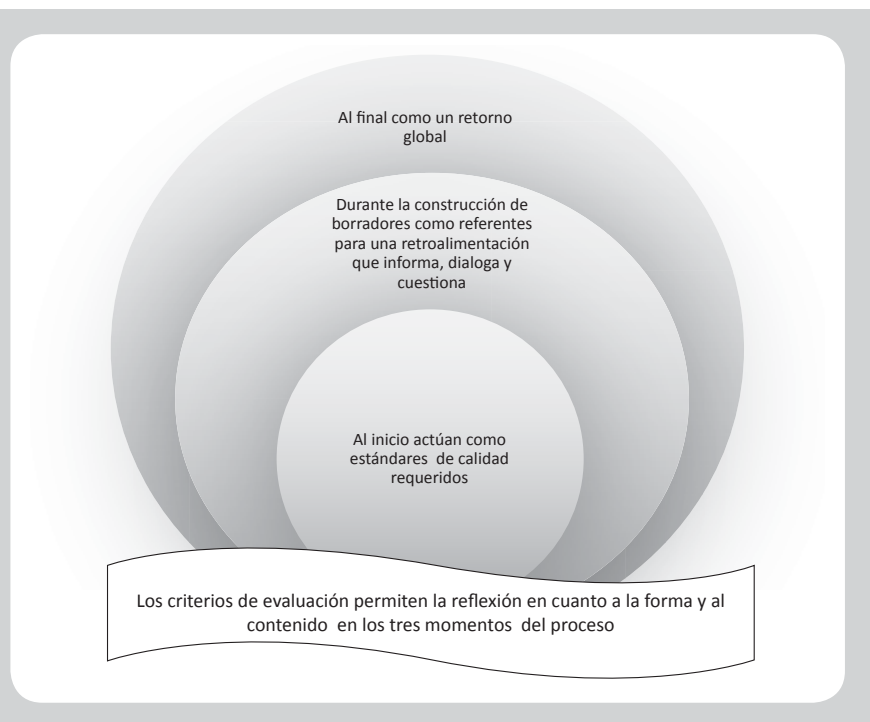 Al final como un retorno
global
Durante la construcción de
borradores como referentes
para una retroalimentación
que informa, dialoga y
cuestiona
Al inicio actúan como
estándares de calidad
requeridos
Los criterios de evaluación permiten la reflexión en cuanto a la forma y al
contenido en los tres momentos del proceso